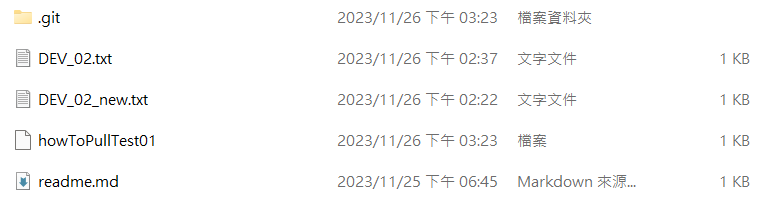 .git 2023/11/26 下午 03:23 檔案資料夾
DEV_02.txt 2023/11/26 下午 02:37 文字文件 1 KB
DEV_02_new.txt 2023/11/26 下午 02:22 文字文件 1 KB
howToPullTest01 2023/11/26 下午 03:23 檔案 1 KB
readme.md 2023/11/25 下午 06:45 Markdown 來源... 1 KB